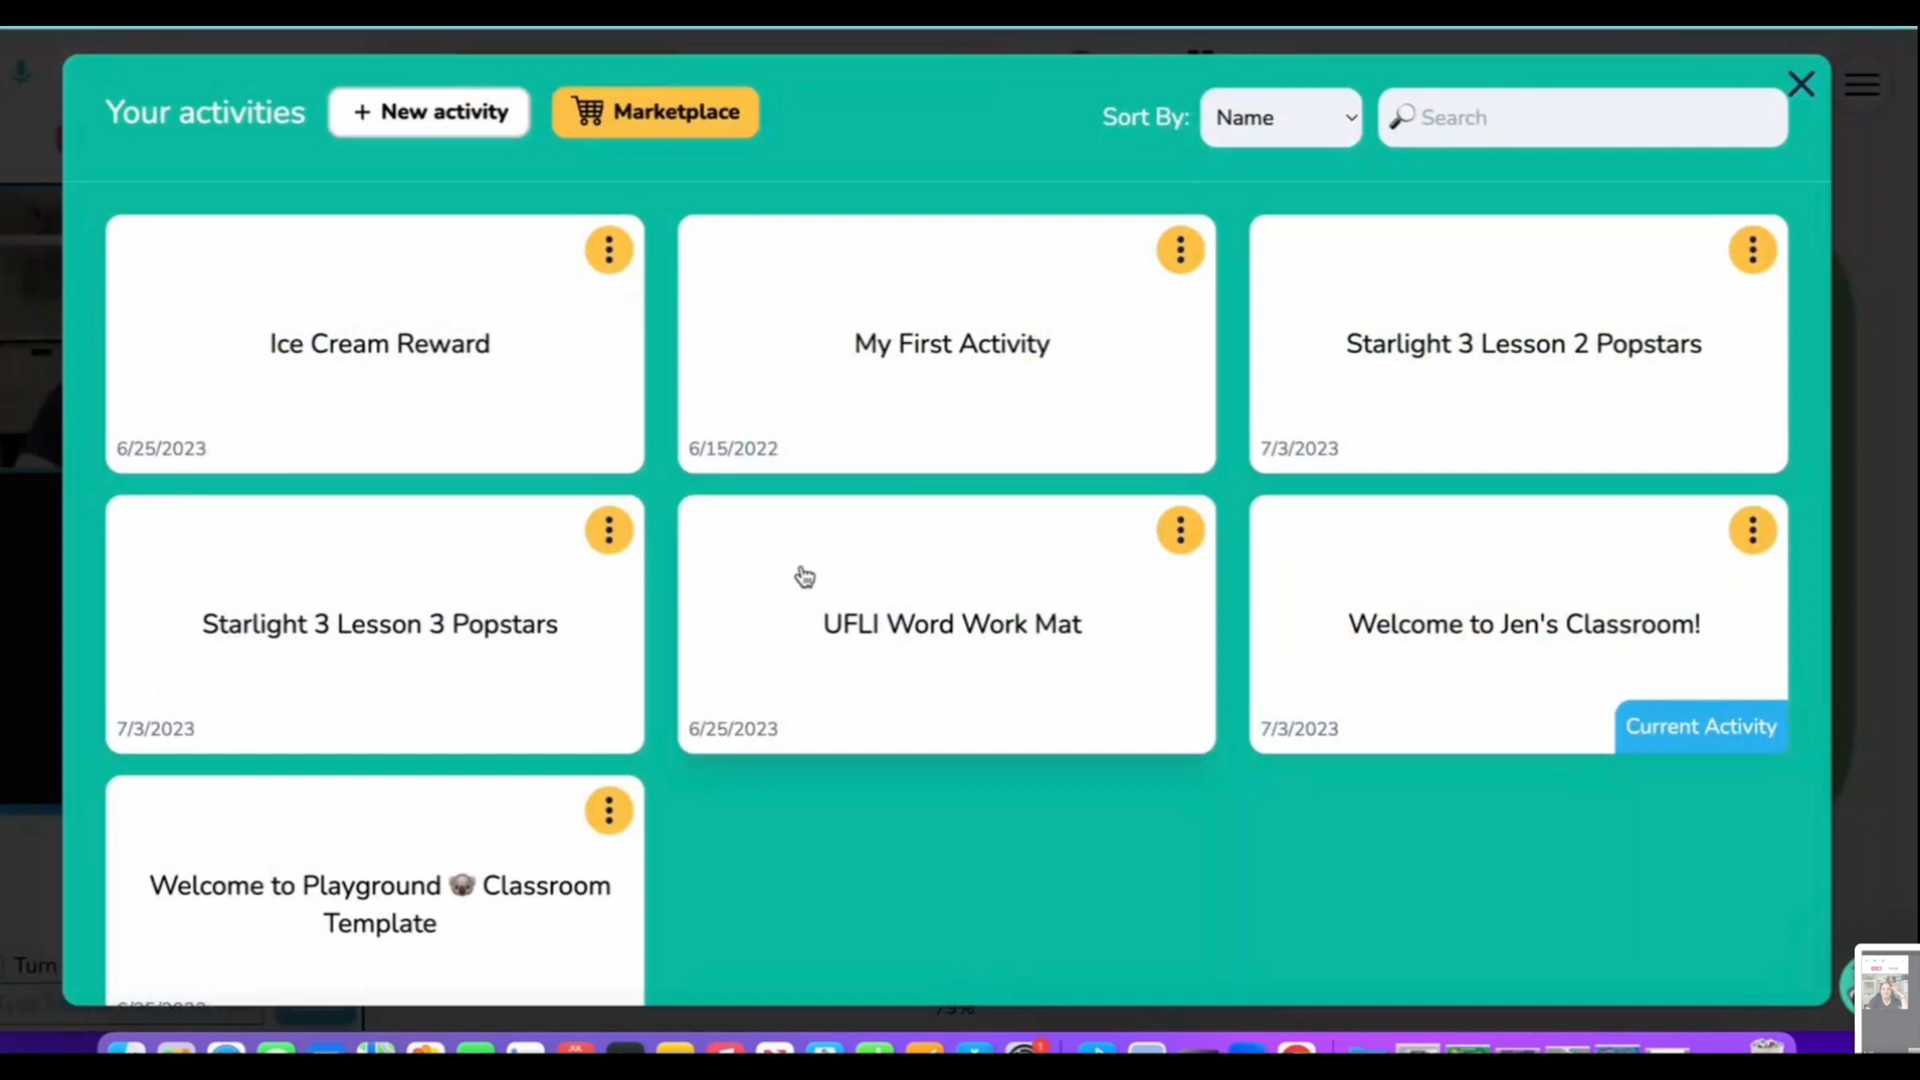 Your activities
+ New activity
Marketplace
Sort By:
Name
Search
Ice Cream Reward
6/25/2023
My First Activity
6/15/2022
Starlight 3 Lesson 2 Popstars
7/3/2023
Starlight 3 Lesson 3 Popstars
7/3/2023
UFLI Word Work Mat
6/25/2023
Welcome to Jen's Classroom!
7/3/2023
Current Activity
Welcome to Playground 🐨 Classroom
Template
Turn